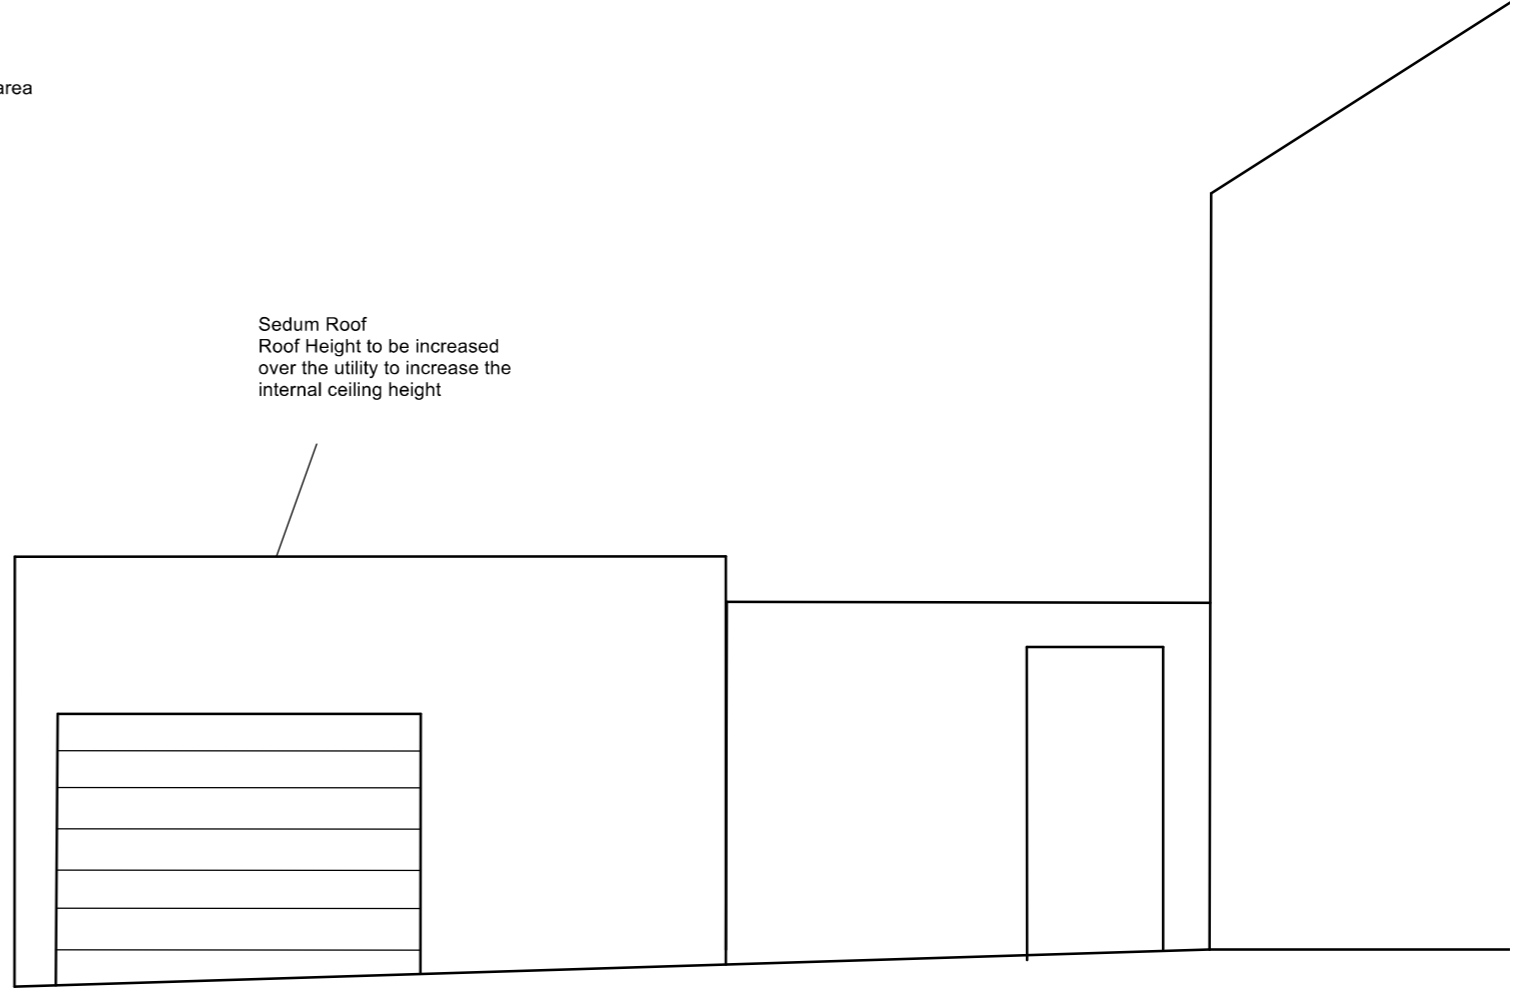 area
Sedum Roof
Roof Height to be increased
over the utility to increase the
internal ceiling height